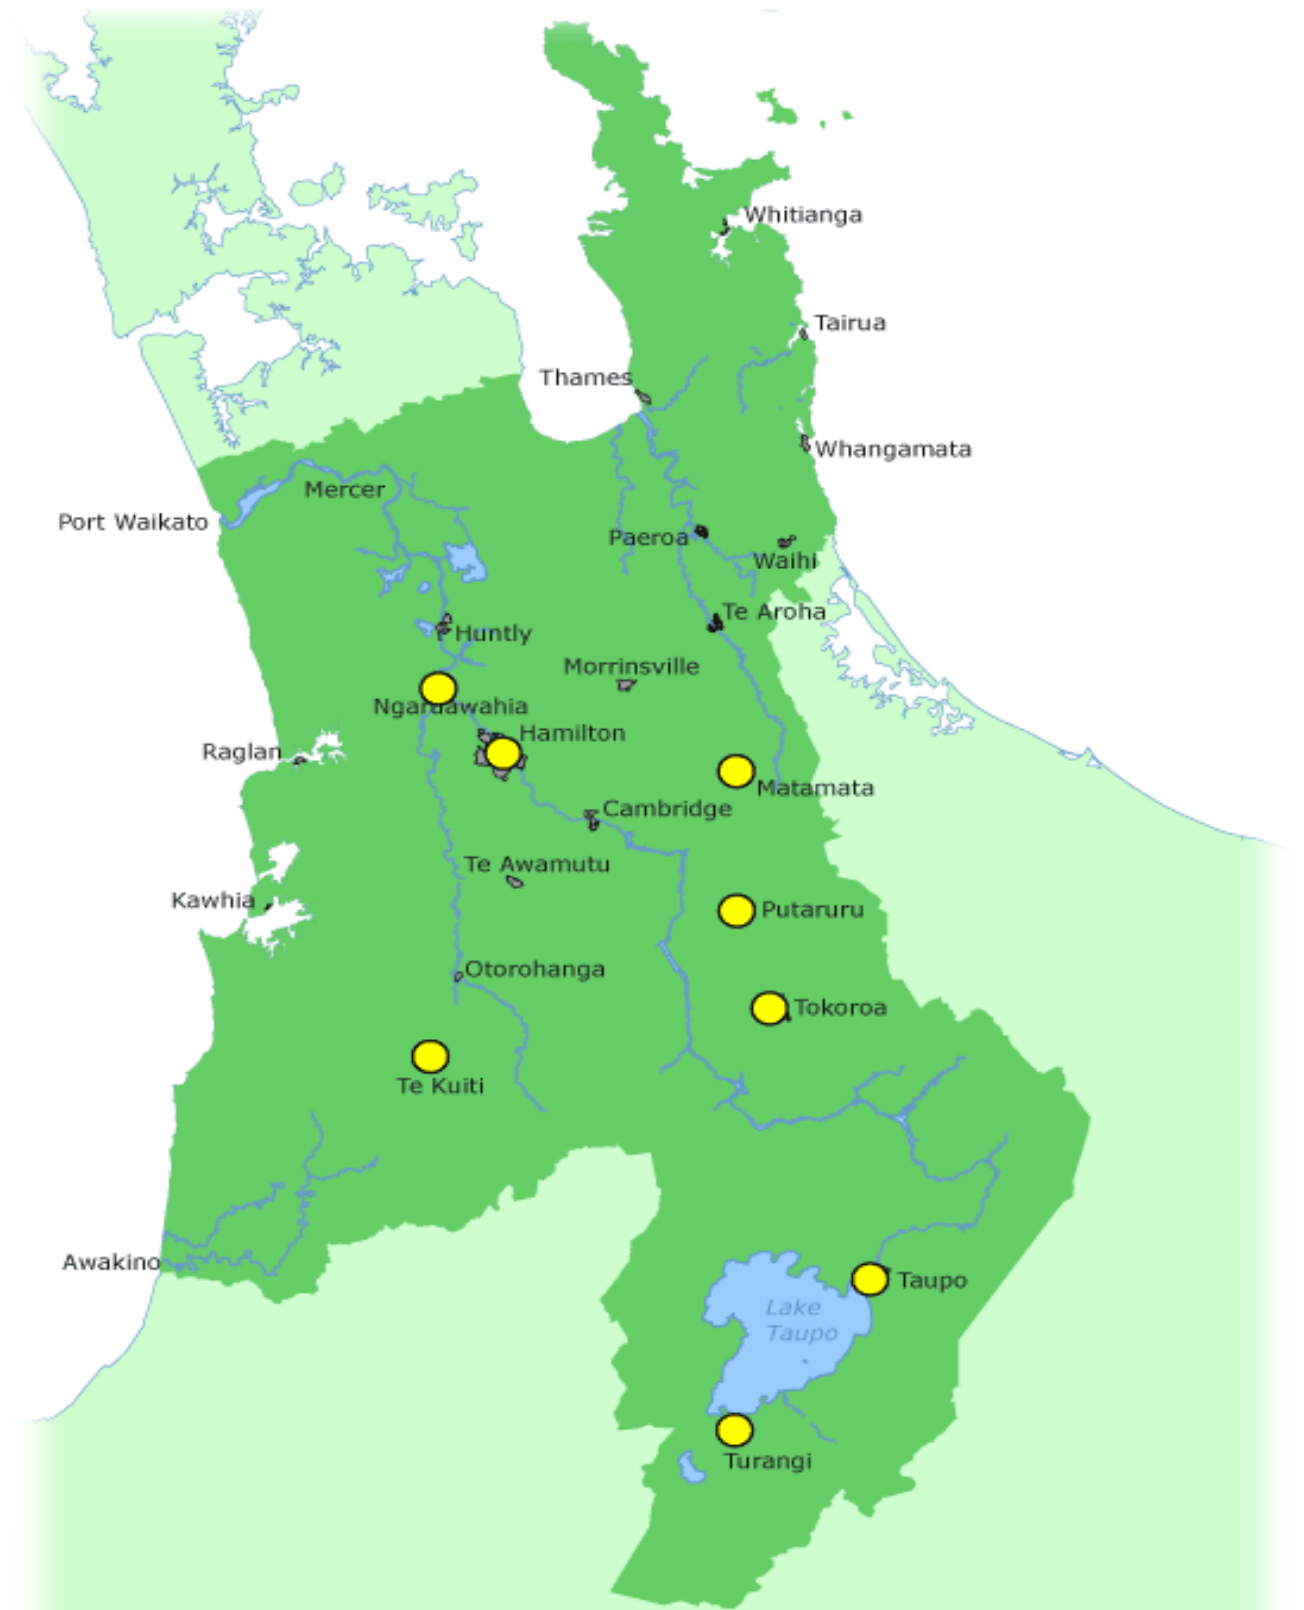 Whitianga
Tairua
Thames
Whangamata
Mercer
Port Waikato
Paeroa
Waihi
Te Aroha
Huntly
Morrinsville
Ngaruawahia
Hamilton
Raglan
Matamata
Cambridge
Te Awamutu
Kawhia
Putaruru
Otorohanga
Tokoroa
Te Kuiti
Awakino
Taupo
Lake
Taupo
Turangi